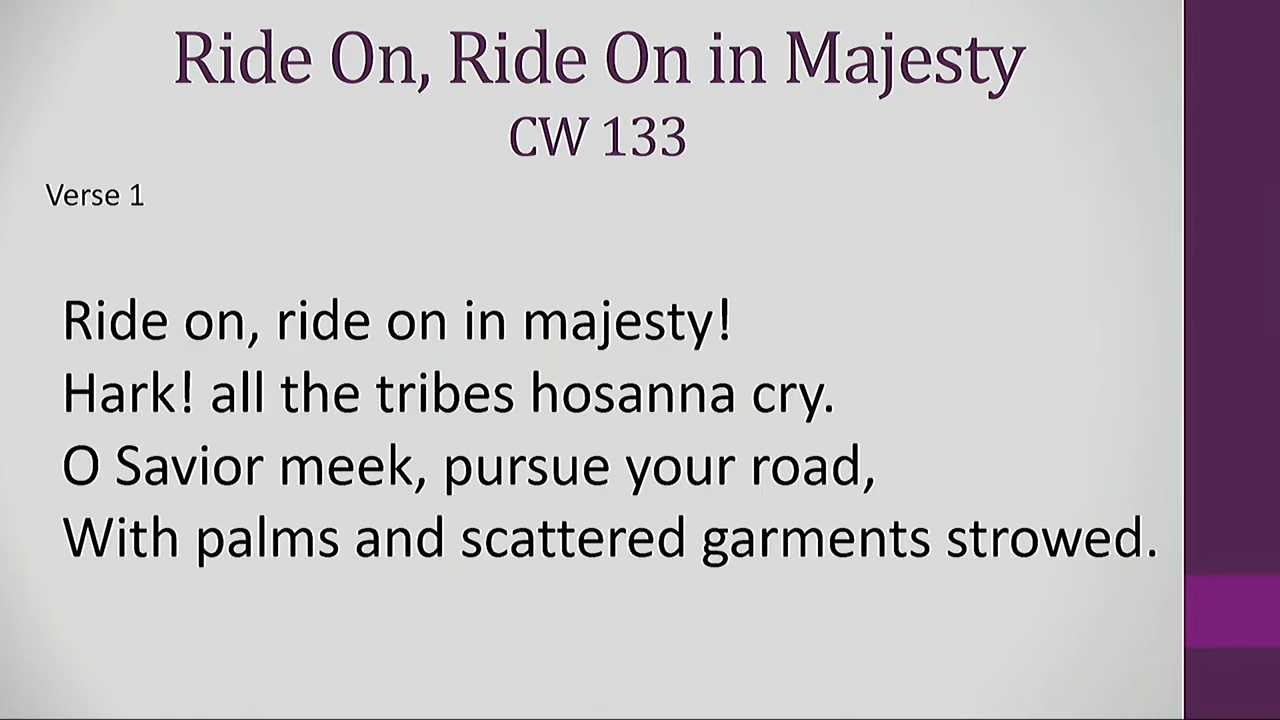 Ride On, Ride On in Majesty
CW 133
Verse 1
Ride on, ride on in majesty!
Hark! all the tribes hosanna cry.
O Savior meek, pursue your road,
With palms and scattered garments strowed.